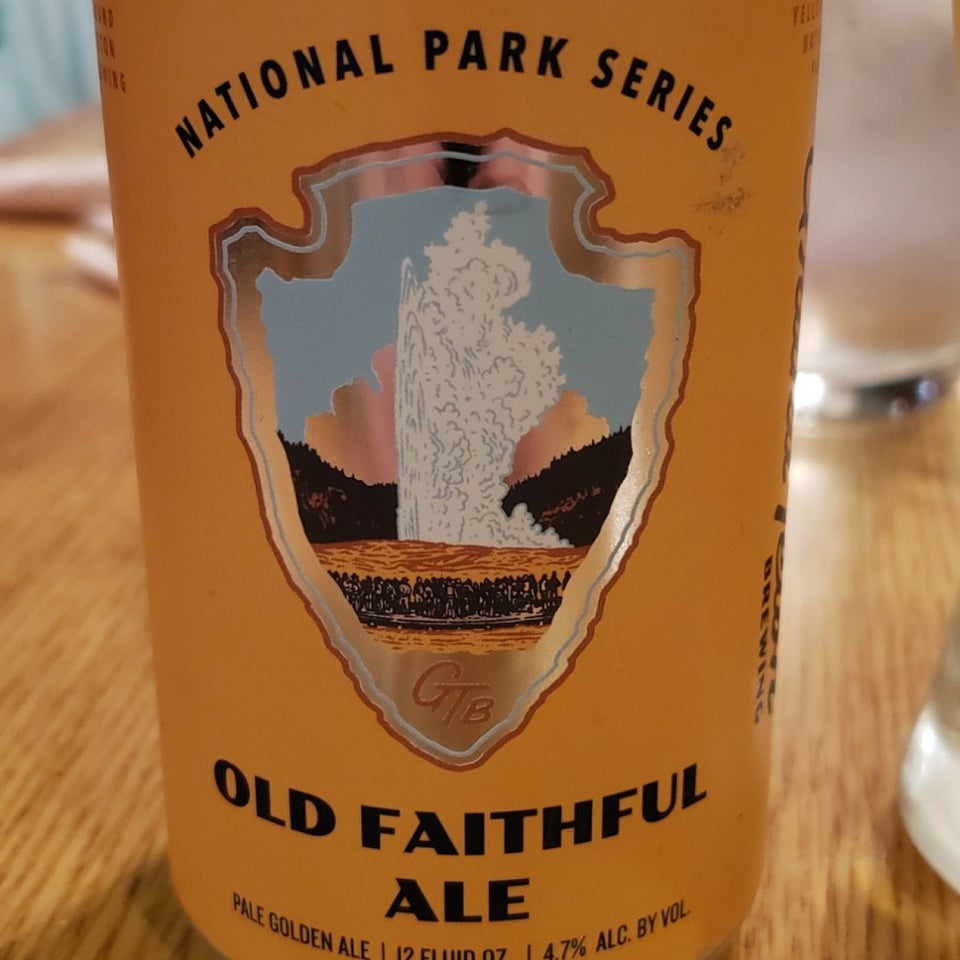 NATIONAL PARK SERIES
GTB
OLD FAITHFUL
ALE
PALE GOLDEN ALE | 12 FLUID OZ. | 4.7% ALC. BY VOL.
BREWING